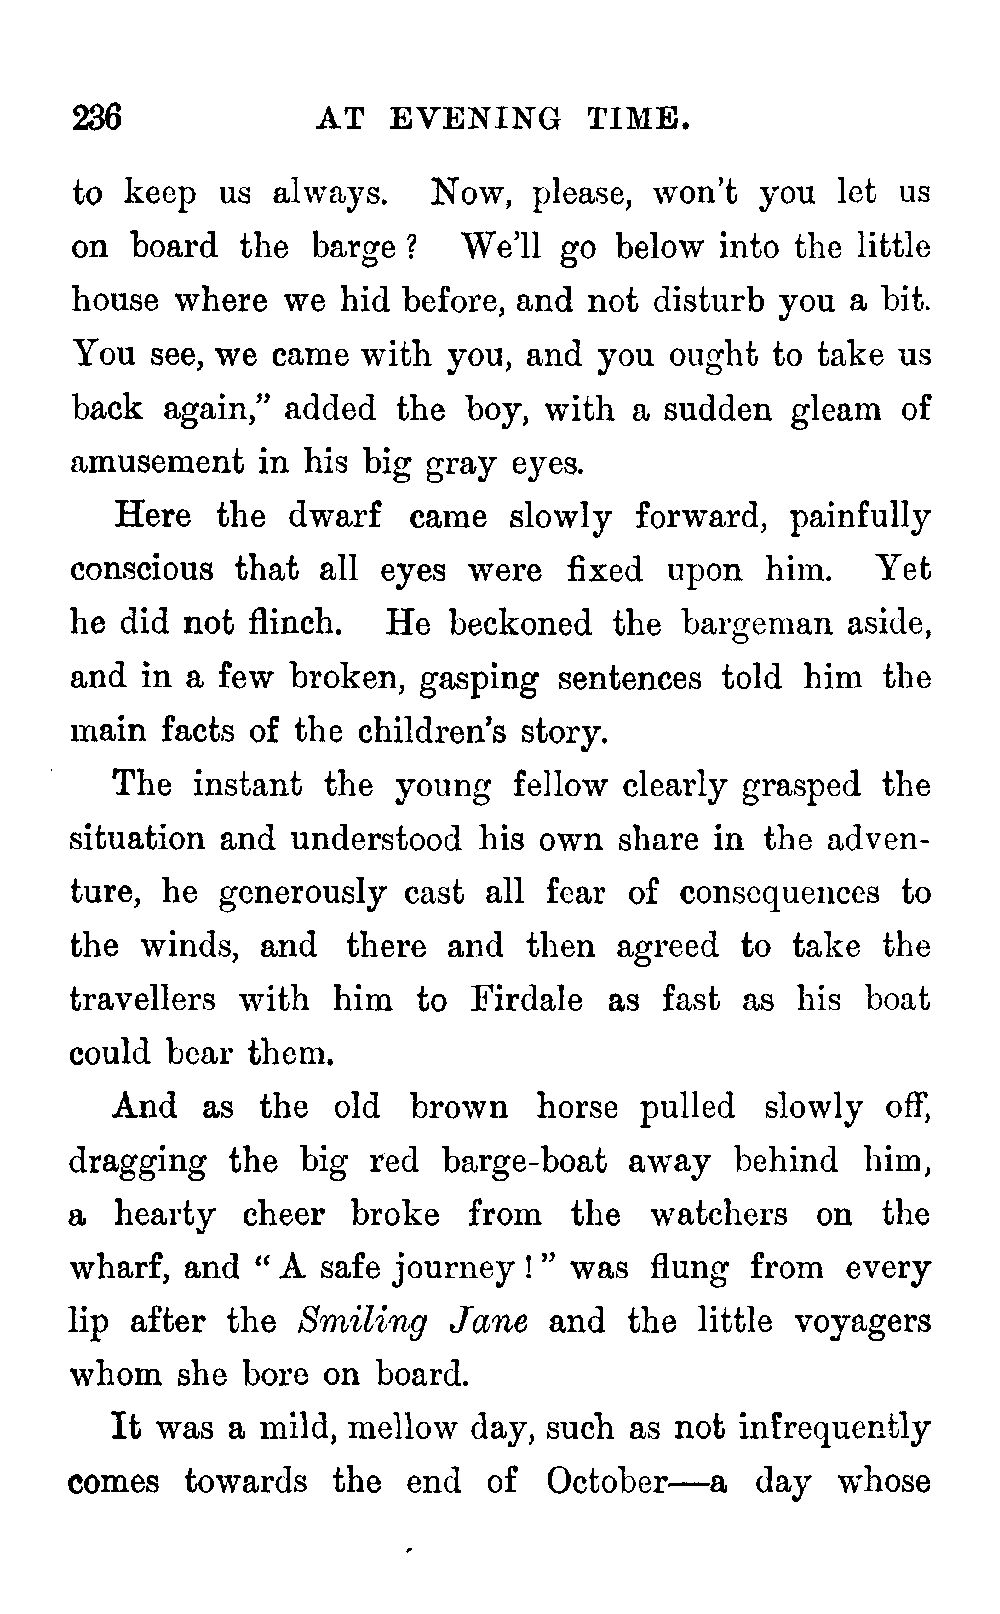 236 AT EVENING TIME.
to keep us always. Now, please, won't you let us
on board the barge? We'll go below into the little
house where we hid before, and not disturb you a bit.
You see, we came with you, and you ought to take us
back again,” added the boy, with a sudden gleam of
amusement in his big gray eyes.
Here the dwarf came slowly forward, painfully
conscious that all eyes were fixed upon him. Yet
he did not flinch. He beckoned the bargeman aside,
and in a few broken, gasping sentences told him the
main facts of the children's story.
The instant the young fellow clearly grasped the
situation and understood his own share in the adven-
ture, he generously cast all fear of consequences to
the winds, and there and then agreed to take the
travellers with him to Firdale as fast as his boat
could bear them.
And as the old brown horse pulled slowly off,
dragging the big red barge-boat away behind him,
a hearty cheer broke from the watchers on the
wharf, and “A safe journey!” was flung from every
lip after the Smiling Jane and the little voyagers
whom she bore on board.
It was a mild, mellow day, such as not infrequently
comes towards the end of October—a day whose